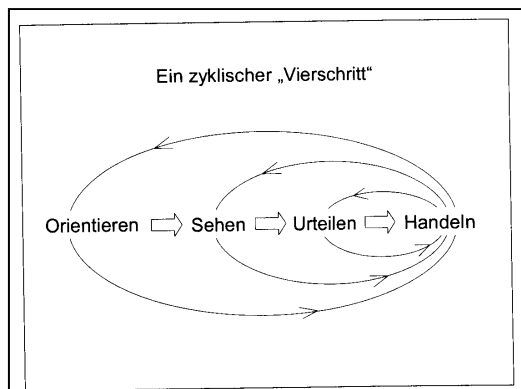 Ein zyklischer „Vierschritt“
Orientieren Sehen Urteilen Handeln